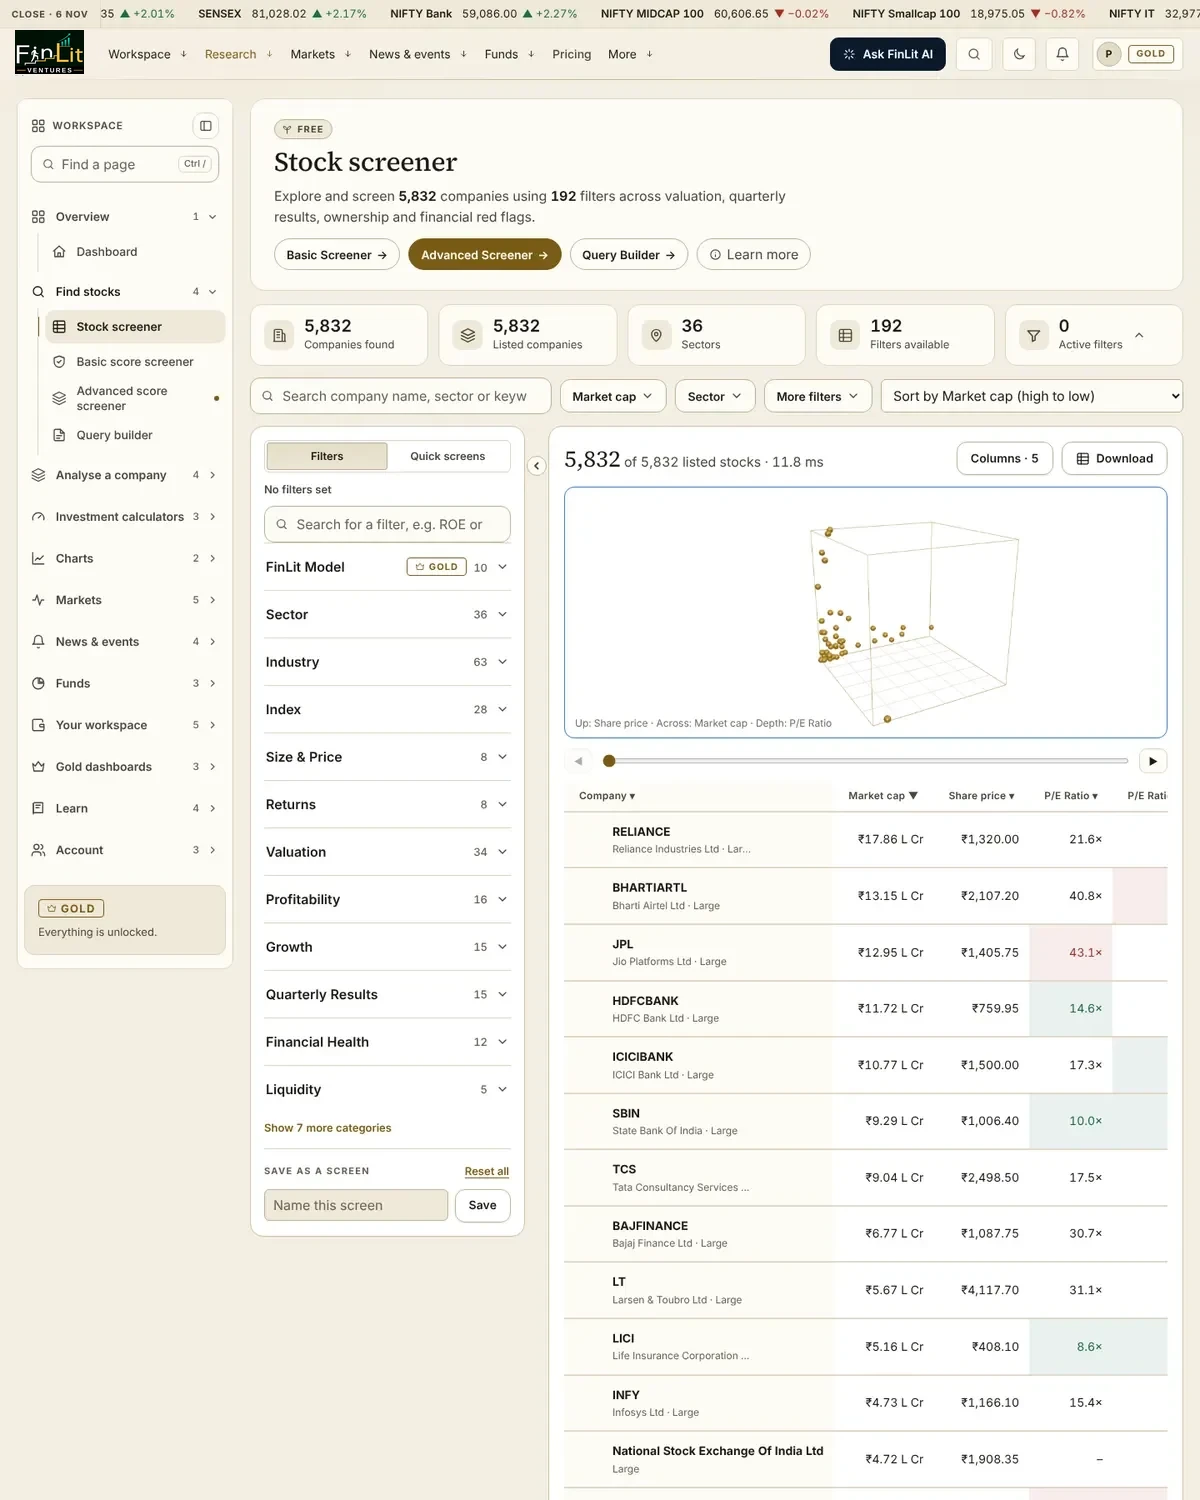 CLOSE · 6 NOV 35 ▲ +2.01% SENSEX 81,028.02 ▲ +2.17% NIFTY Bank 59,086.00 ▲ +2.27% NIFTY MIDCAP 100 60,606.65 ▼ −0.02% NIFTY Smallcap 100 18,975.05 ▼ −0.82% NIFTY IT 32,977
FinLit
VENTURES
Workspace Research Markets News & events Funds Pricing More Ask FinLit AI P GOLD
WORKSPACE
Find a page Ctrl /
Overview 1
Dashboard
Find stocks 4
Stock screener
Basic score screener
Advanced score
screener
Query builder
Analyse a company 4
Investment calculators 3
Charts 2
Markets 5
News & events 4
Funds 3
Your workspace 5
Gold dashboards 3
Learn 4
Account 3
GOLD
Everything is unlocked.
FREE
Stock screener
Explore and screen 5,832 companies using 192 filters across valuation, quarterly
results, ownership and financial red flags.
Basic Screener → Advanced Screener → Query Builder → Learn more
5,832
Companies found
5,832
Listed companies
36
Sectors
192
Filters available
0
Active filters
Search company name, sector or keyw Market cap Sector More filters Sort by Market cap (high to low)
Filters Quick screens
No filters set
Search for a filter, e.g. ROE or
FinLit Model GOLD 10
Sector 36
Industry 63
Index 28
Size & Price 8
Returns 8
Valuation 34
Profitability 16
Growth 15
Quarterly Results 15
Financial Health 12
Liquidity 5
Show 7 more categories
SAVE AS A SCREEN Reset all
Name this screen Save
5,832 of 5,832 listed stocks · 11.8 ms Columns · 5 Download
Up: Share price · Across: Market cap · Depth: P/E Ratio
Company ▾ Market cap ▼ Share price ▾ P/E Ratio ▾ P/E Rati
RELIANCE ₹17.86 L Cr ₹1,320.00 21.6×
Reliance Industries Ltd · Lar...
BHARTIARTL ₹13.15 L Cr ₹2,107.20 40.8×
Bharti Airtel Ltd · Large
JPL ₹12.95 L Cr ₹1,405.75 43.1×
Jio Platforms Ltd · Large
HDFCBANK ₹11.72 L Cr ₹759.95 14.6×
HDFC Bank Ltd · Large
ICICIBANK ₹10.77 L Cr ₹1,500.00 17.3×
ICICI Bank Ltd · Large
SBIN ₹9.29 L Cr ₹1,006.40 10.0×
State Bank Of India · Large
TCS ₹9.04 L Cr ₹2,498.50 17.5×
Tata Consultancy Services ...
BAJFINANCE ₹6.77 L Cr ₹1,087.75 30.7×
Bajaj Finance Ltd · Large
LT ₹5.67 L Cr ₹4,117.70 31.1×
Larsen & Toubro Ltd · Large
LICI ₹5.16 L Cr ₹408.10 8.6×
Life Insurance Corporation ...
INFY ₹4.73 L Cr ₹1,166.10 15.4×
Infosys Ltd · Large
National Stock Exchange Of India Ltd ₹4.72 L Cr ₹1,908.35 –
Large